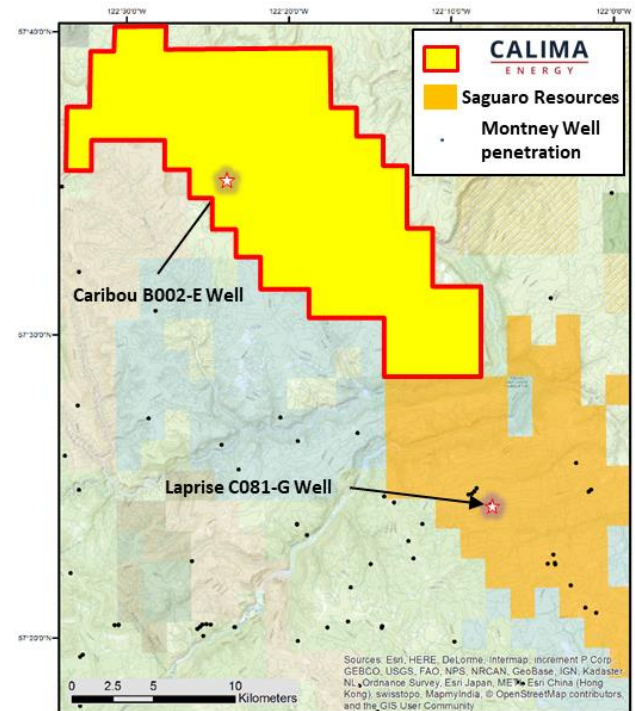 122°30'0"W 122°20'0"W 122°10'0"W 122°0'0"W
57°40'0"
CALIMA
ENERGY
Saguaro Resources
Montney Well
penetration
Caribou B002-E Well
57°30'0"
Laprise C081-G Well
57°20'0"
0 2.5 5 10
Kilometers
Sources: Esri, HERE, DeLorme, Intermap, increment P Corp.,
GEBCO, USGS, FAO, NPS, NRCAN, GeoBase, IGN, Kadaster
NL, Ordnance Survey, Esri Japan, METI, Esri China (Hong
Kong), swisstopo, MapmyIndia, © OpenStreetMap contributors,
and the GIS User Community